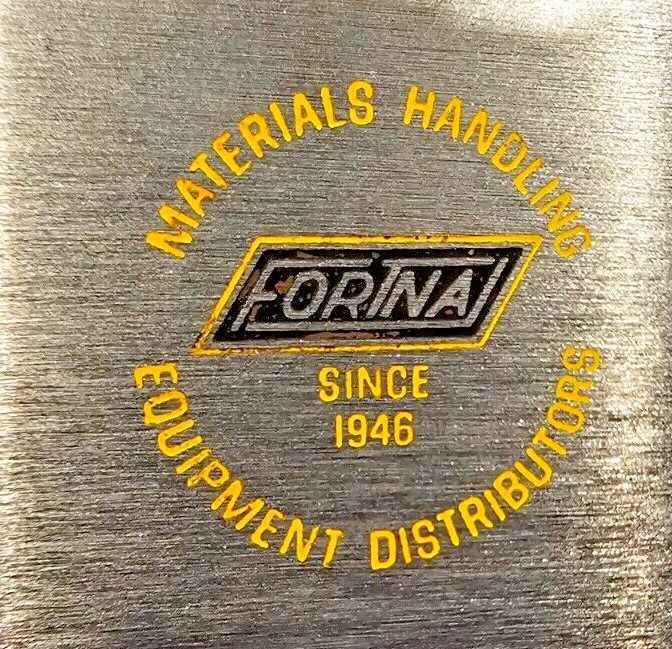 MATERIALS HANDLING
FORTNA
SINCE
1946
EQUIPMENT DISTRIBUTORS